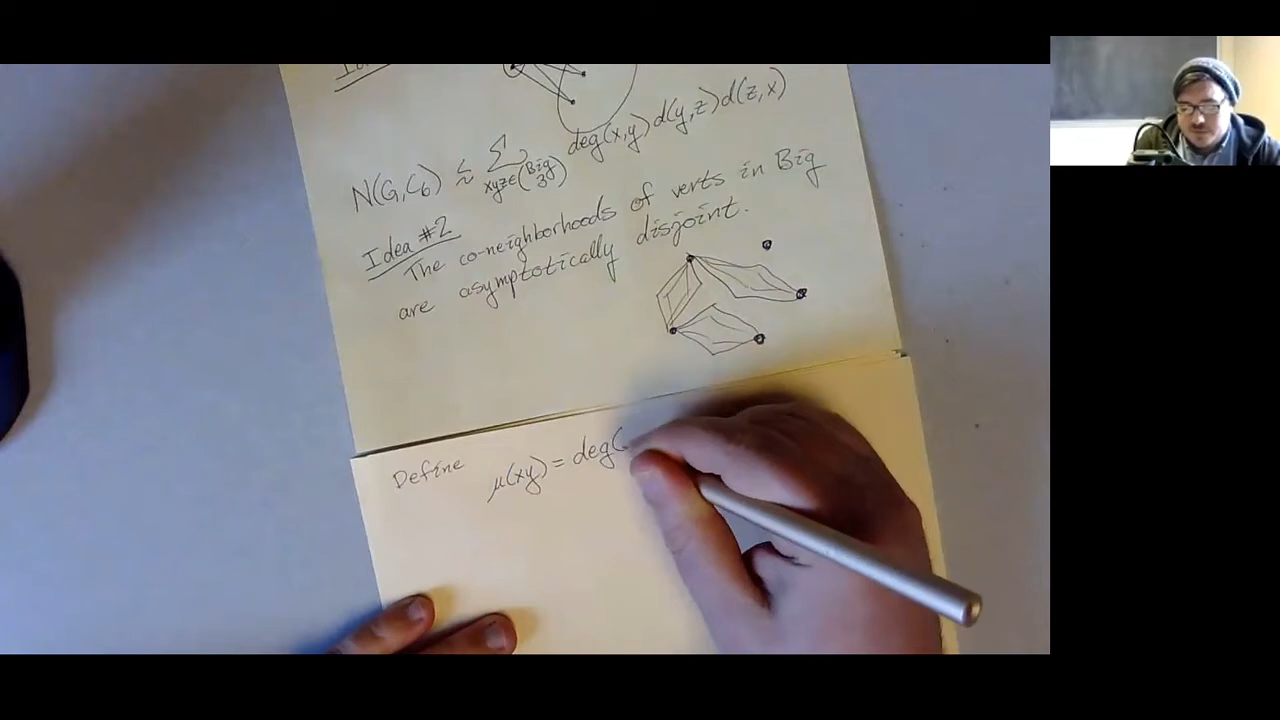 N(G,C₆) ≲ Σ xyz∈(Big 3) deg(x,y) d(y,z) d(z,x)
Idea #2
The co-neighborhoods of verts in Big
are asymptotically disjoint.
Define μ(xy) = deg(